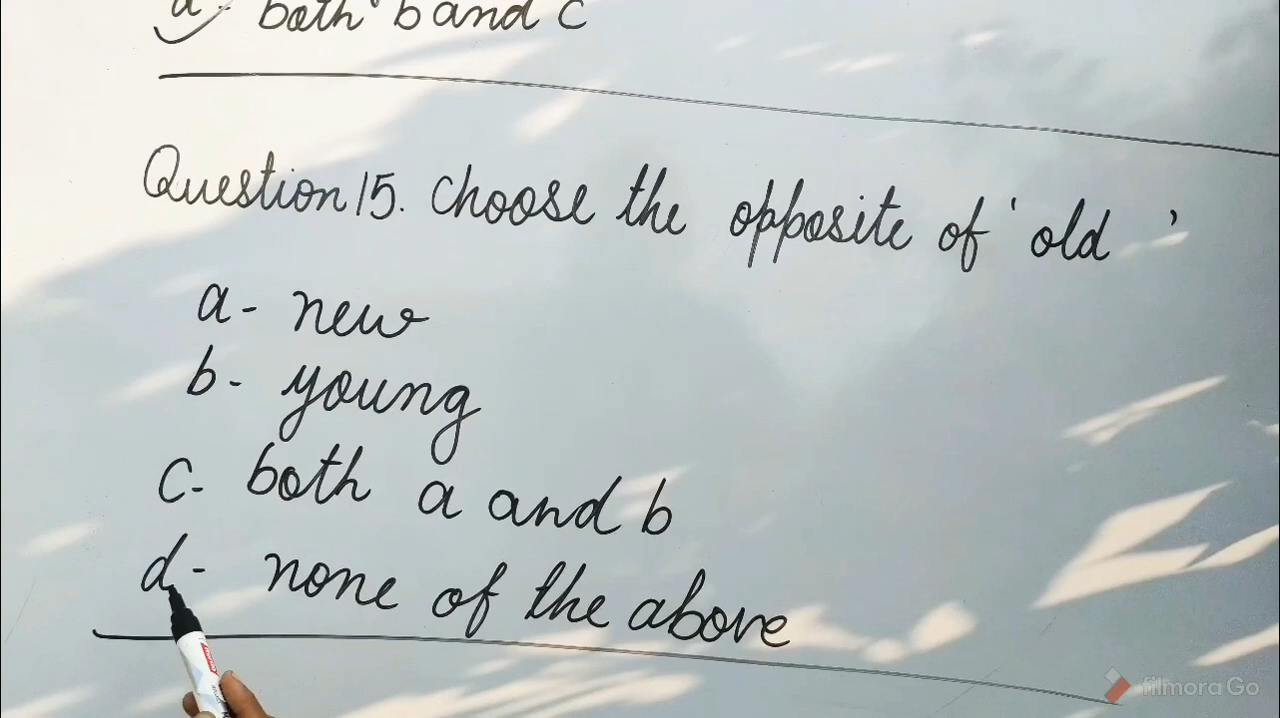 d- both b and c
Question 15. Choose the opposite of 'old '
a- new
b- young
c- both a and b
d- none of the above
filmora Go